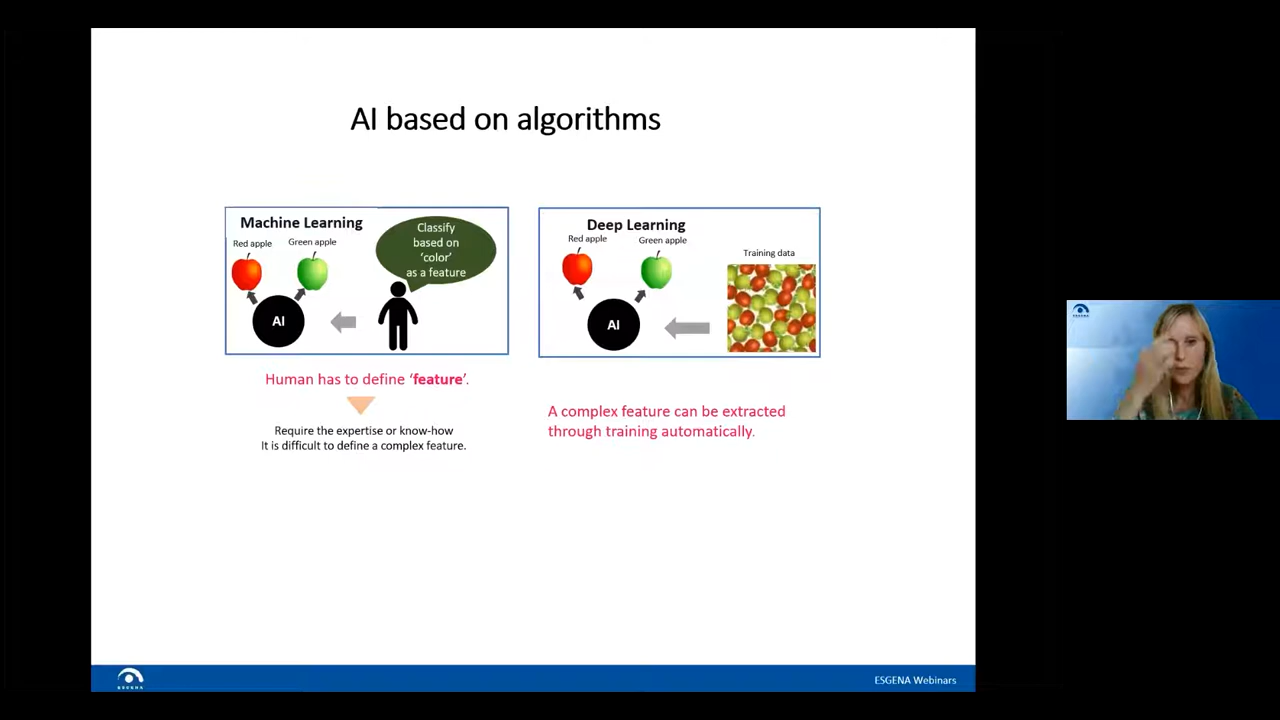 AI based on algorithms
Machine Learning
Red apple
Green apple
Classify
based on
‘color’
as a feature
AI
Human has to define ‘feature’.
Require the expertise or know-how
It is difficult to define a complex feature.
Deep Learning
Red apple
Green apple
Training data
AI
A complex feature can be extracted
through training automatically.
ESGENA
ESGENA Webinars
ESGENA